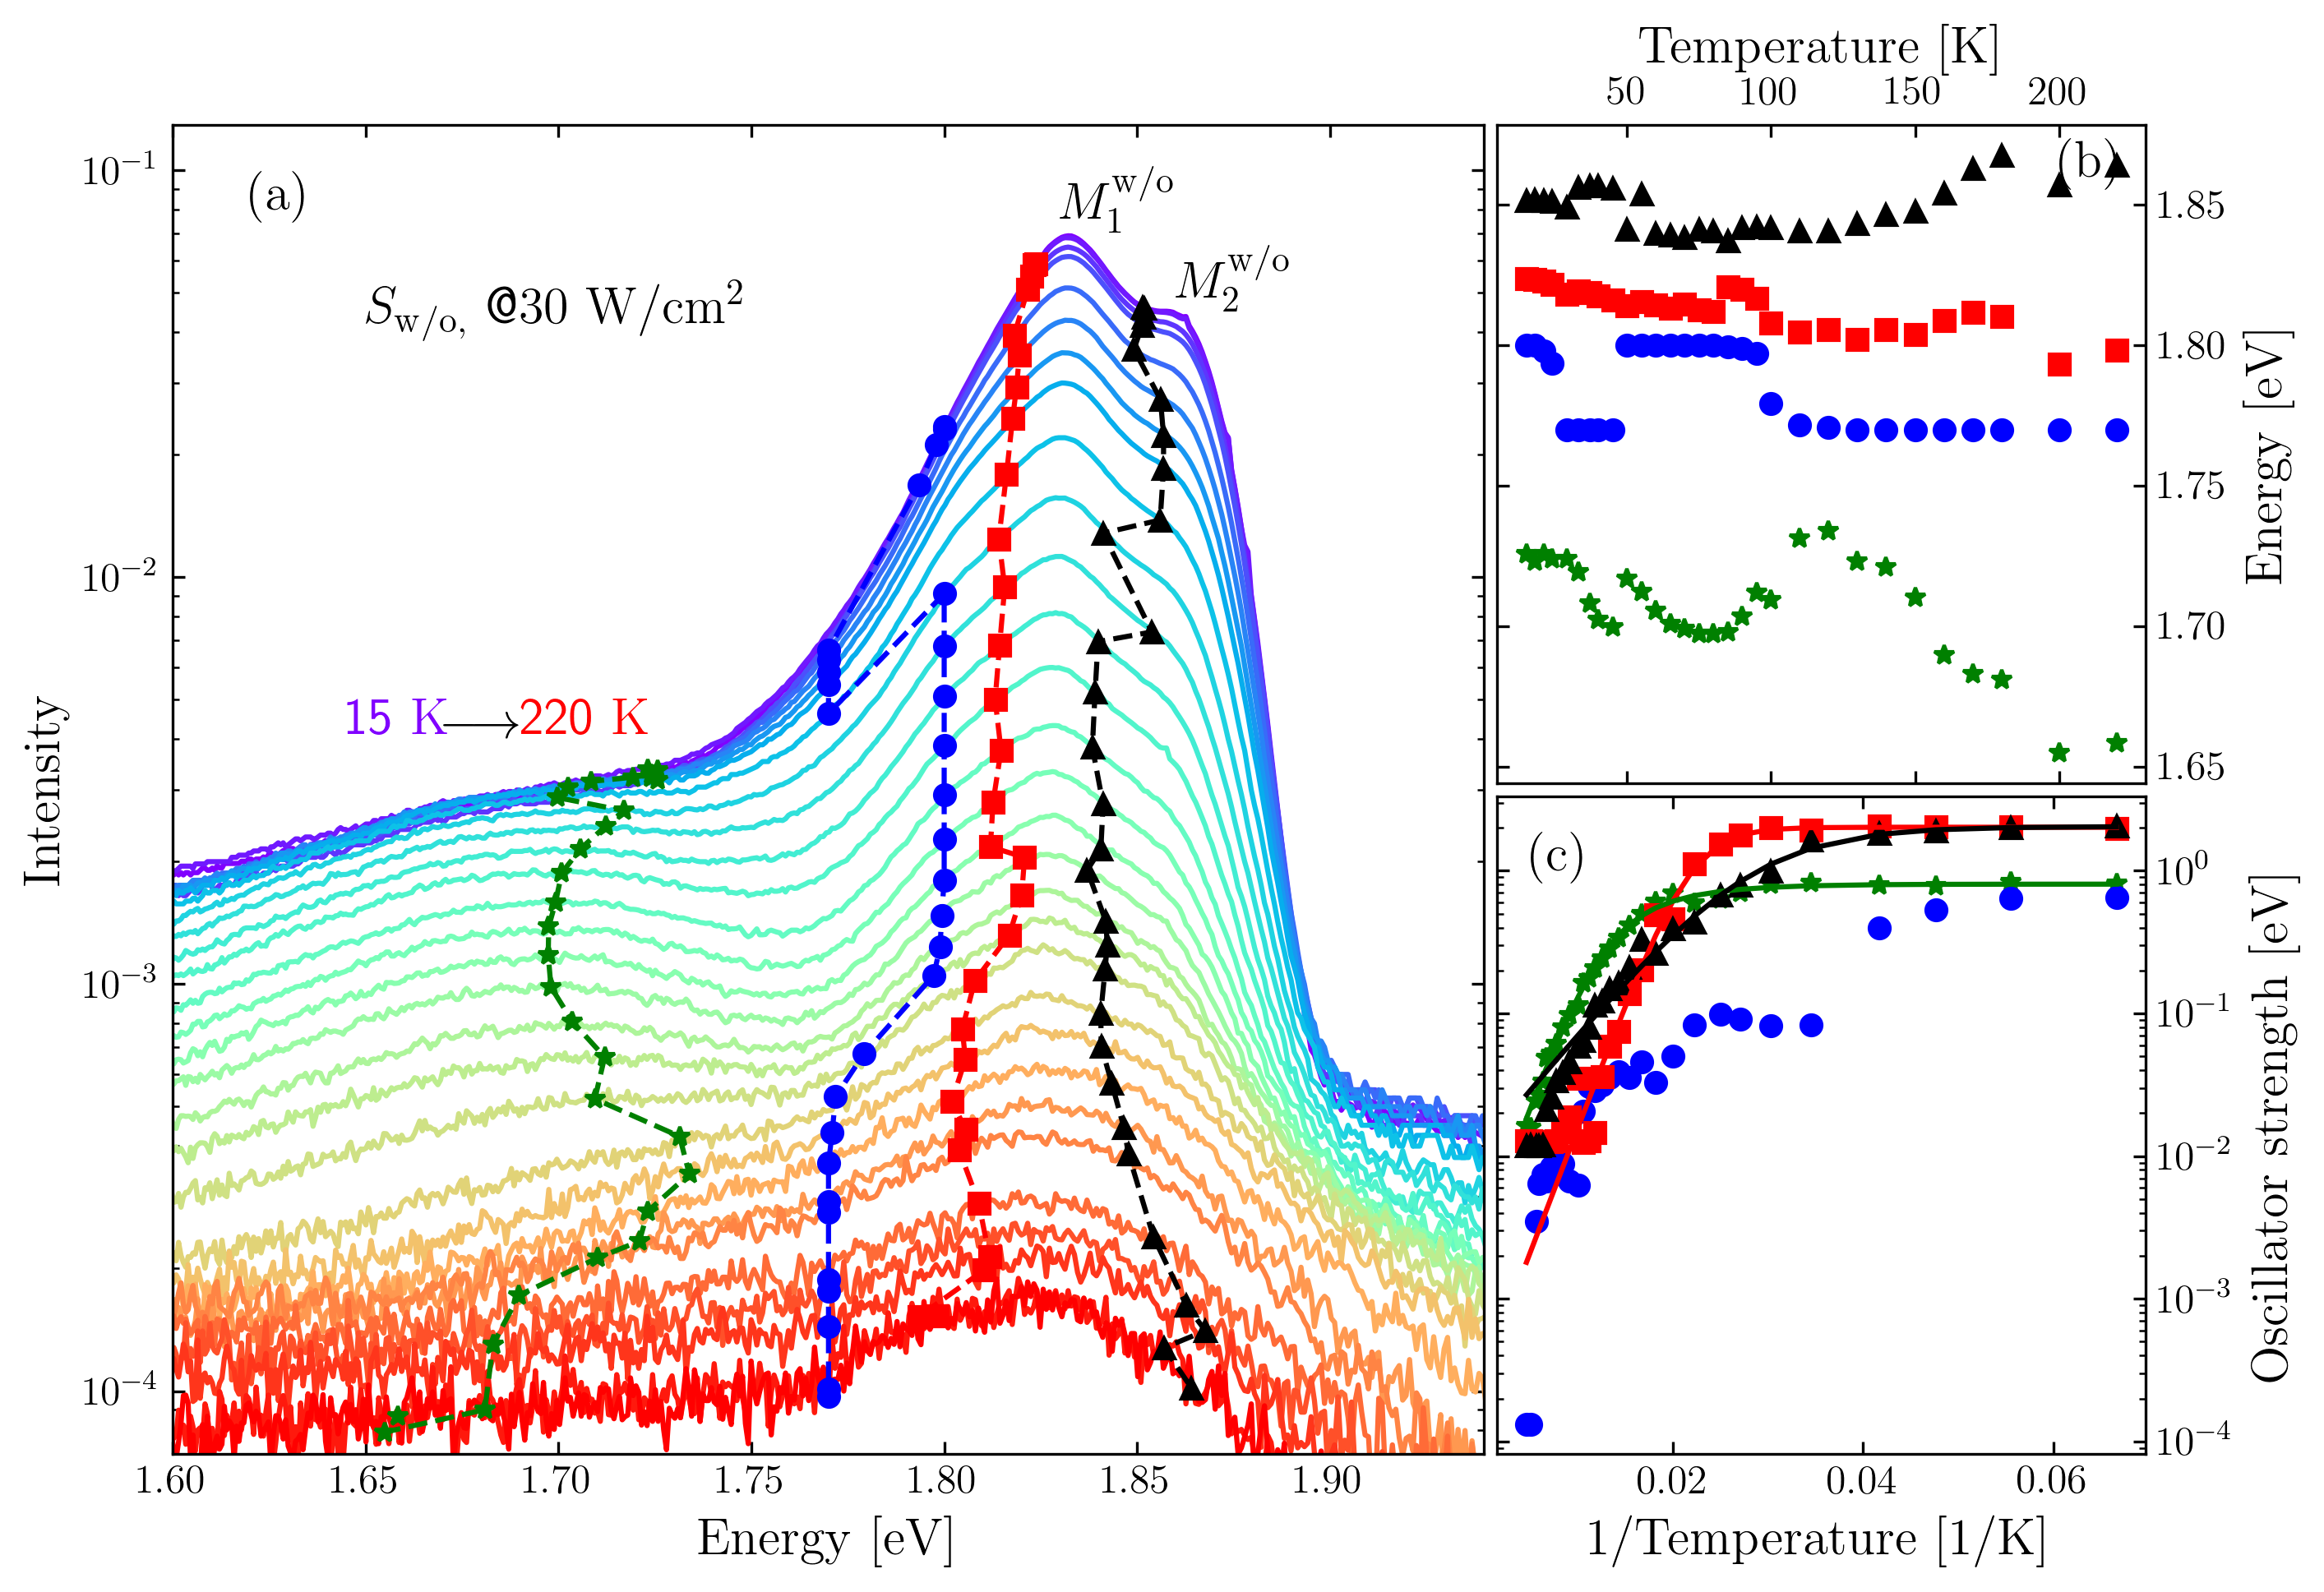 Temperature [K]
50 100 150 200
(a)
(b)
(c)
M₁^{w/o}
M₂^{w/o}
S_{w/o,} @30 W/cm²
15 K⟶220 K
Intensity
10⁻¹
10⁻²
10⁻³
10⁻⁴
1.60 1.65 1.70 1.75 1.80 1.85 1.90
Energy [eV]
1.85
1.80
1.75
1.70
1.65
Energy [eV]
10⁰
10⁻¹
10⁻²
10⁻³
10⁻⁴
Oscillator strength [eV]
0.02 0.04 0.06
1/Temperature [1/K]